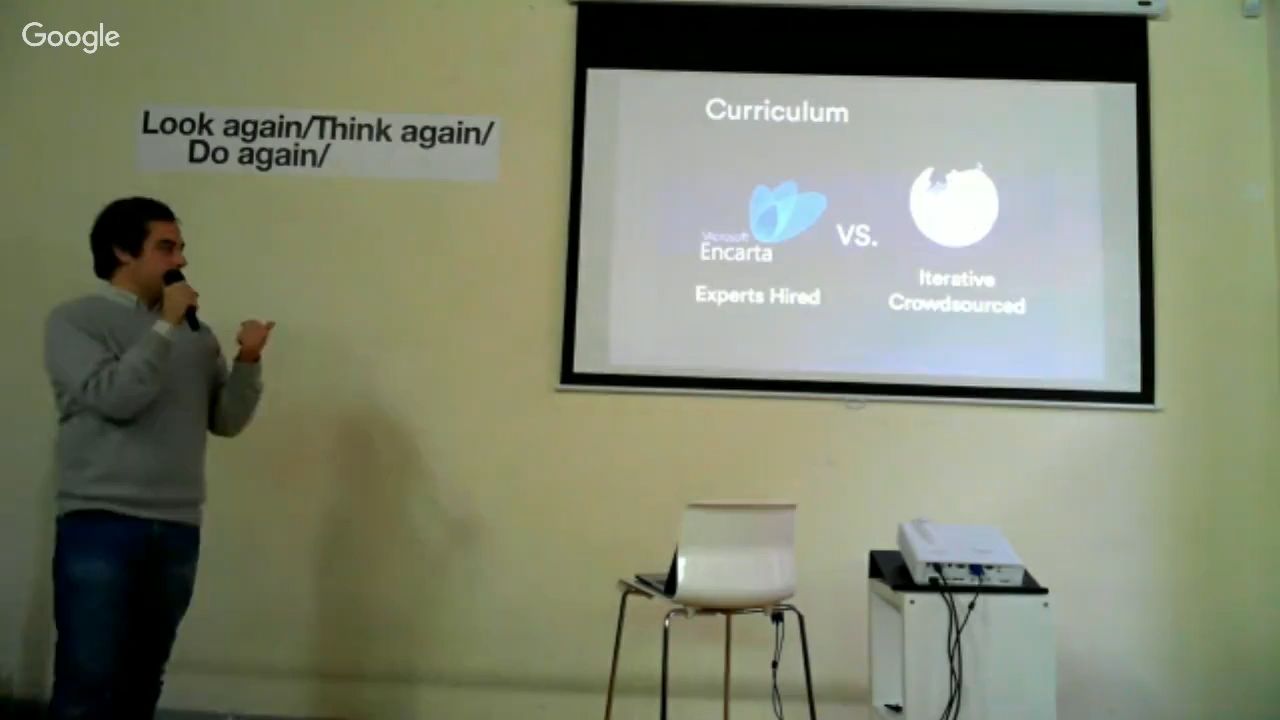 Google
Look again/Think again/
Do again/
Curriculum
Microsoft
Encarta
VS.
Experts Hired
Iterative
Crowdsourced